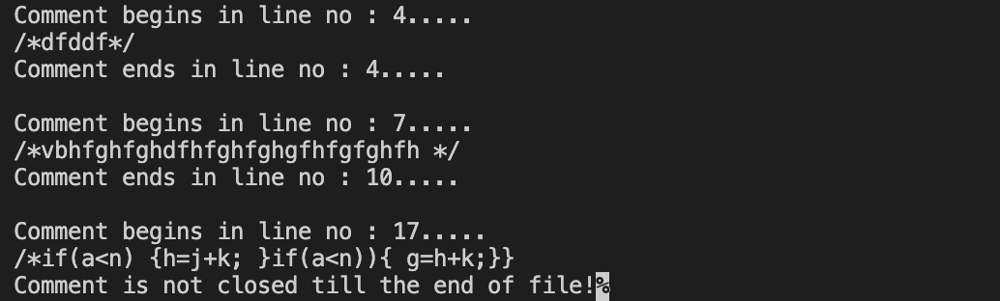 Comment begins in line no : 4.....
/*dfddf*/
Comment ends in line no : 4.....
Comment begins in line no : 7.....
/*vbhfghfghdfhfghfghgfhfgfghfh */
Comment ends in line no : 10.....
Comment begins in line no : 17.....
/*if(a<n) {h=j+k; }if(a<n)){ g=h+k;}}
Comment is not closed till the end of file!%